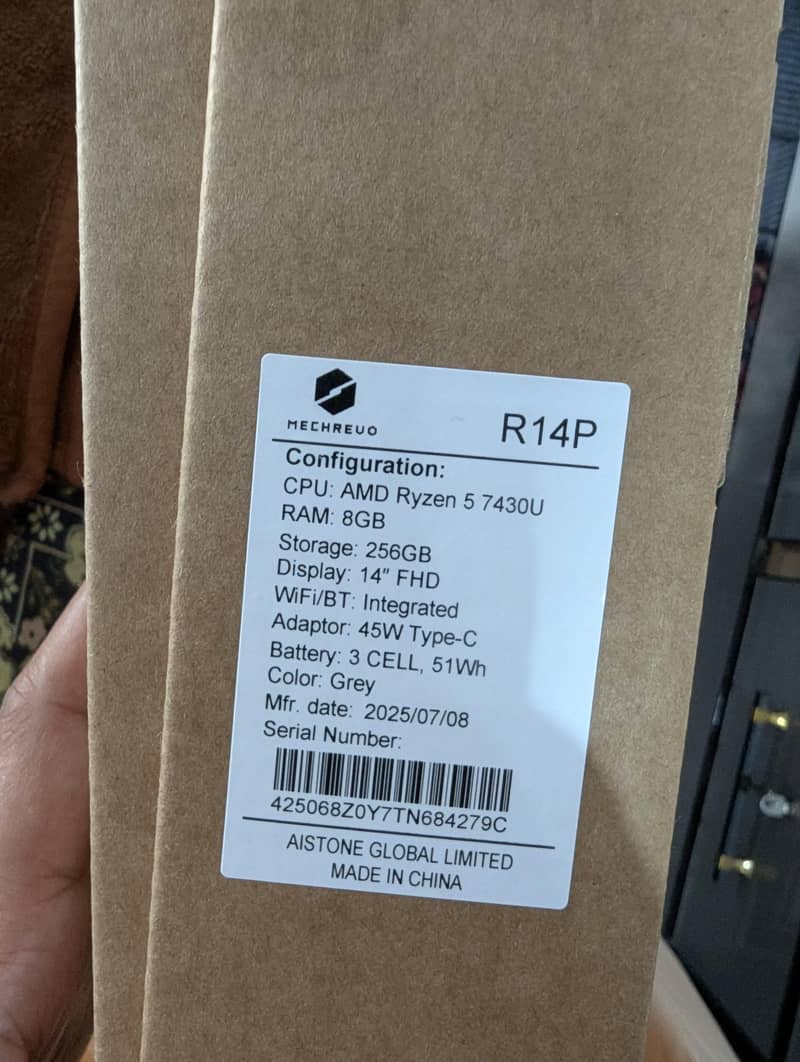 MECHREUO
R14P
Configuration:
CPU: AMD Ryzen 5 7430U
RAM: 8GB
Storage: 256GB
Display: 14" FHD
WiFi/BT: Integrated
Adaptor: 45W Type-C
Battery: 3 CELL, 51Wh
Color: Grey
Mfr. date: 2025/07/08
Serial Number:
425068Z0Y7TN684279C
AISTONE GLOBAL LIMITED
MADE IN CHINA